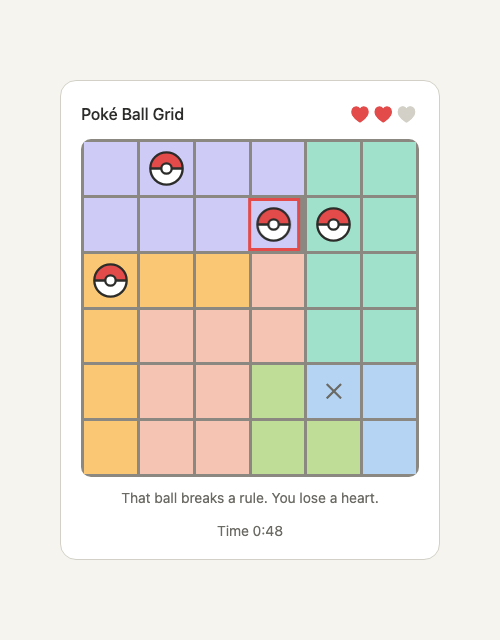 Poké Ball Grid
That ball breaks a rule. You lose a heart.
Time 0:48